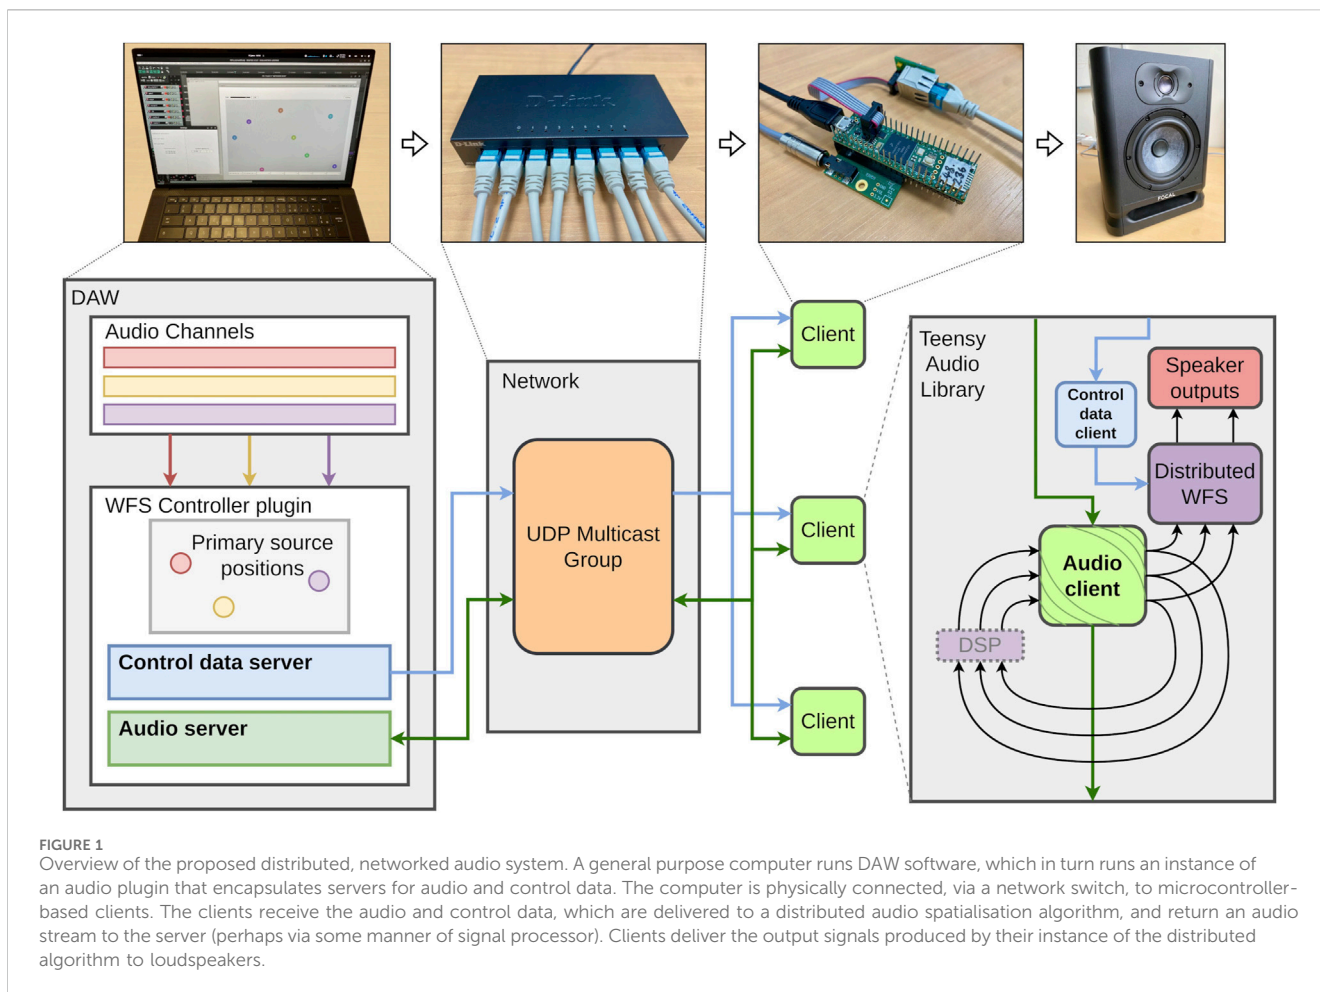 D-Link
D-Link
FOCAL
DAW
Audio Channels
WFS Controller plugin
Primary source
positions
Control data server
Audio server
Network
UDP Multicast
Group
Client
Client
Client
Teensy
Audio
Library
Control
data
client
Speaker
outputs
Distributed
WFS
Audio
client
DSP
FIGURE 1
Overview of the proposed distributed, networked audio system. A general purpose computer runs DAW software, which in turn runs an instance of
an audio plugin that encapsulates servers for audio and control data. The computer is physically connected, via a network switch, to microcontroller-
based clients. The clients receive the audio and control data, which are delivered to a distributed audio spatialisation algorithm, and return an audio
stream to the server (perhaps via some manner of signal processor). Clients deliver the output signals produced by their instance of the distributed
algorithm to loudspeakers.